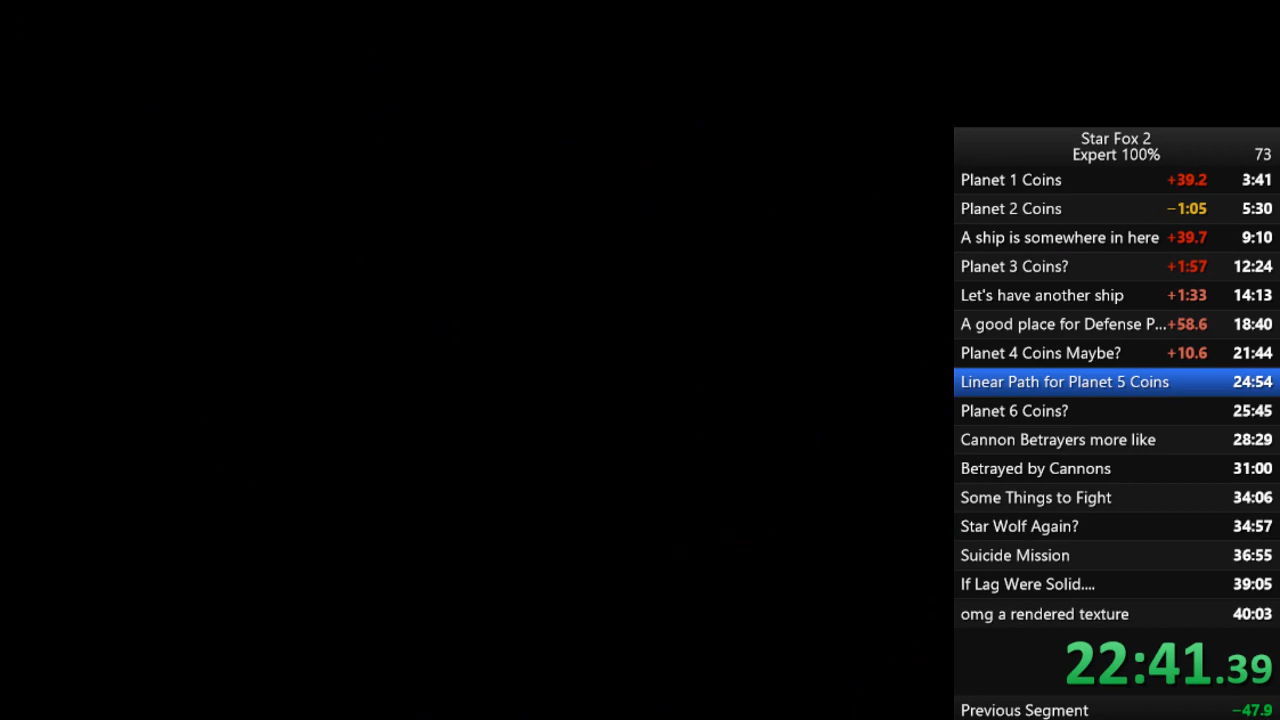 Star Fox 2
Expert 100% 73
Planet 1 Coins +39.2 3:41
Planet 2 Coins −1:05 5:30
A ship is somewhere in here +39.7 9:10
Planet 3 Coins? +1:57 12:24
Let's have another ship +1:33 14:13
A good place for Defense P... +58.6 18:40
Planet 4 Coins Maybe? +10.6 21:44
Linear Path for Planet 5 Coins 24:54
Planet 6 Coins? 25:45
Cannon Betrayers more like 28:29
Betrayed by Cannons 31:00
Some Things to Fight 34:06
Star Wolf Again? 34:57
Suicide Mission 36:55
If Lag Were Solid.... 39:05
omg a rendered texture 40:03
22:41.39
Previous Segment −47.9